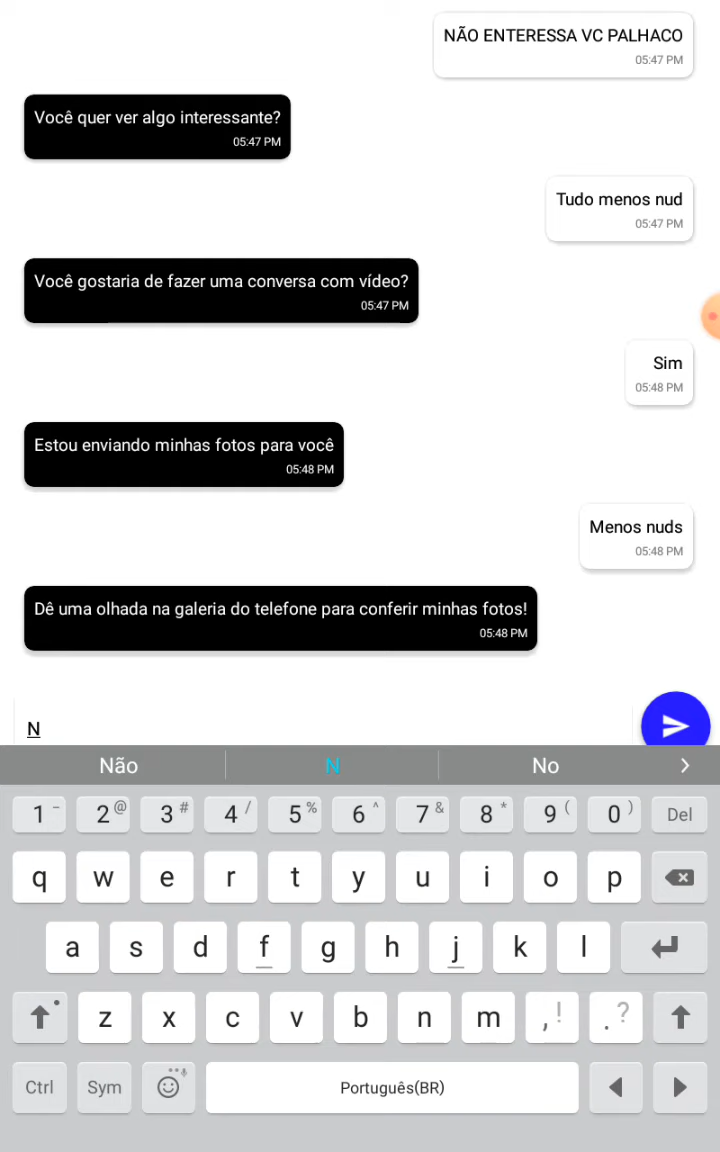 NÃO ENTERESSA VC PALHACO
05:47 PM
Você quer ver algo interessante?
05:47 PM
Tudo menos nud
05:47 PM
Você gostaria de fazer uma conversa com vídeo?
05:47 PM
Sim
05:48 PM
Estou enviando minhas fotos para você
05:48 PM
Menos nuds
05:48 PM
Dê uma olhada na galeria do telefone para conferir minhas fotos!
05:48 PM
N
Não N No >
1 - 2 @ 3 # 4 / 5 % 6 ^ 7 & 8 * 9 ( 0 ) Del
q w e r t y u i o p
a s d f g h j k l
z x c v b n m , ! . ?
Ctrl Sym Português(BR)